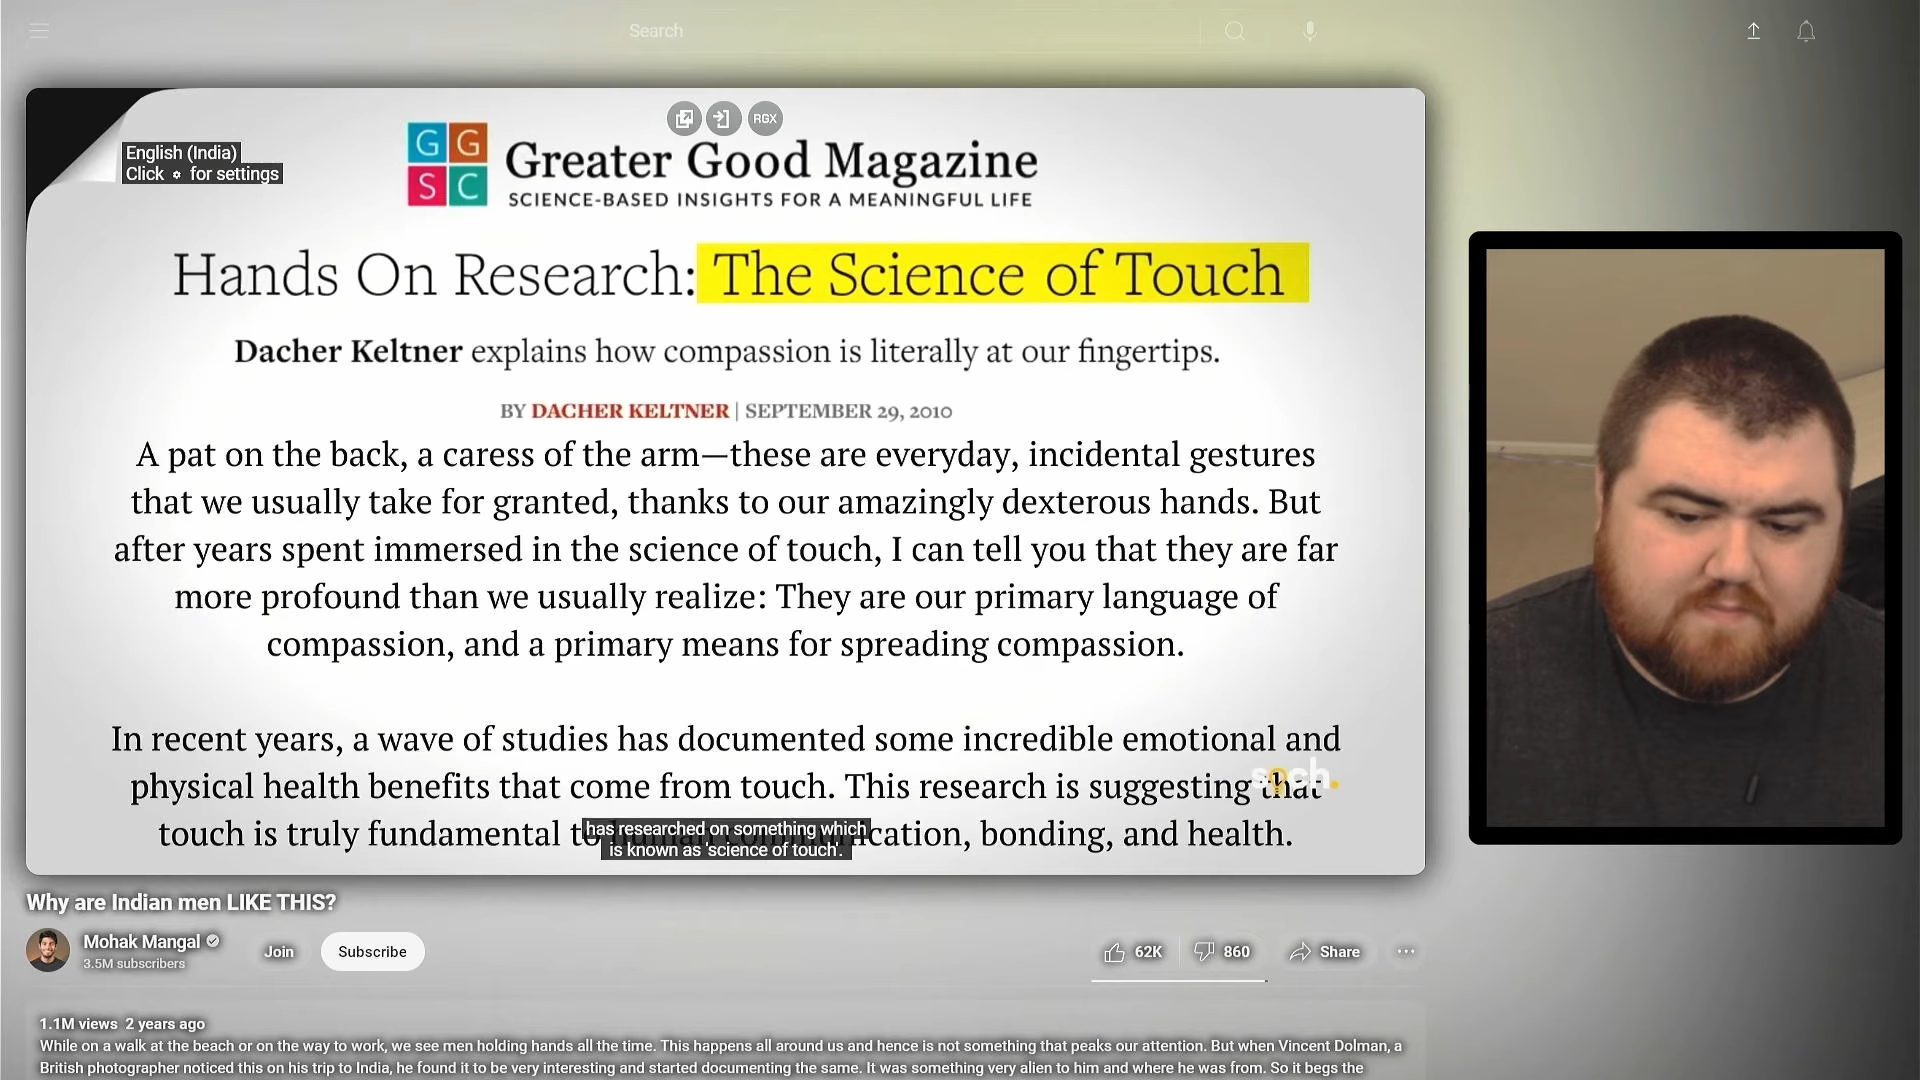 Search
RGX
English (India)
Click for settings
G G
S C
Greater Good Magazine
SCIENCE-BASED INSIGHTS FOR A MEANINGFUL LIFE
Hands On Research: The Science of Touch
Dacher Keltner explains how compassion is literally at our fingertips.
BY DACHER KELTNER | SEPTEMBER 29, 2010
A pat on the back, a caress of the arm—these are everyday, incidental gestures
that we usually take for granted, thanks to our amazingly dexterous hands. But
after years spent immersed in the science of touch, I can tell you that they are far
more profound than we usually realize: They are our primary language of
compassion, and a primary means for spreading compassion.
In recent years, a wave of studies has documented some incredible emotional and
physical health benefits that come from touch. This research is suggesting that
soch.
touch is truly fundamental to human communication, bonding, and health.
has researched on something which
is known as 'science of touch'.
Why are Indian men LIKE THIS?
Mohak Mangal
3.5M subscribers
Join
Subscribe
62K
860
Share
1.1M views 2 years ago
While on a walk at the beach or on the way to work, we see men holding hands all the time. This happens all around us and hence is not something that peaks our attention. But when Vincent Dolman, a
British photographer noticed this on his trip to India, he found it to be very interesting and started documenting the same. It was something very alien to him and where he was from. So it begs the